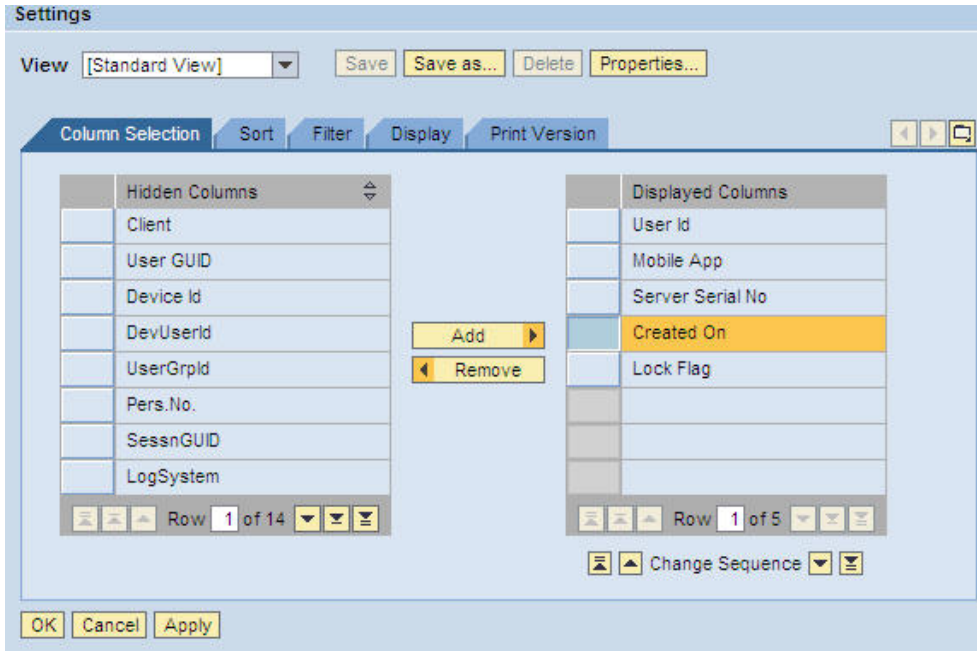 Settings
View [Standard View] Save Save as... Delete Properties...
Column Selection Sort Filter Display Print Version
Hidden Columns Displayed Columns
Client User Id
User GUID Mobile App
Device Id Server Serial No
DevUserId Add Created On
UserGrpId Remove Lock Flag
Pers.No.
SessnGUID
LogSystem
Row 1 of 14 Row 1 of 5
Change Sequence
OK Cancel Apply